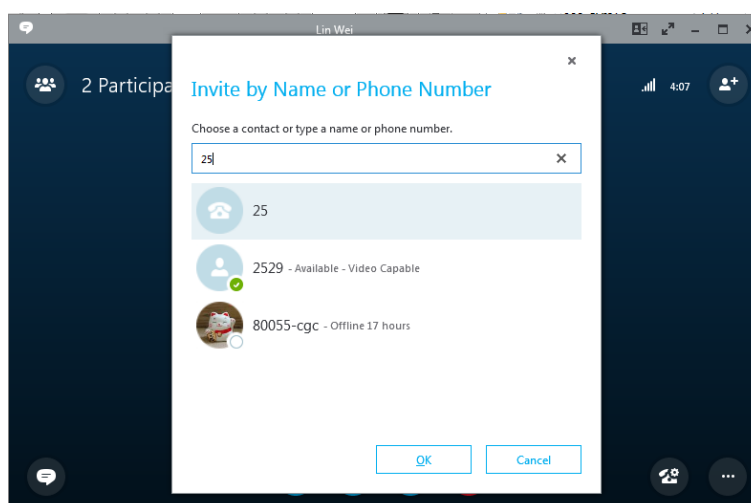 Lin Wei
2 Participa
4:07
Invite by Name or Phone Number
Choose a contact or type a name or phone number.
25
25
2529 - Available - Video Capable
80055-cgc - Offline 17 hours
OK
Cancel